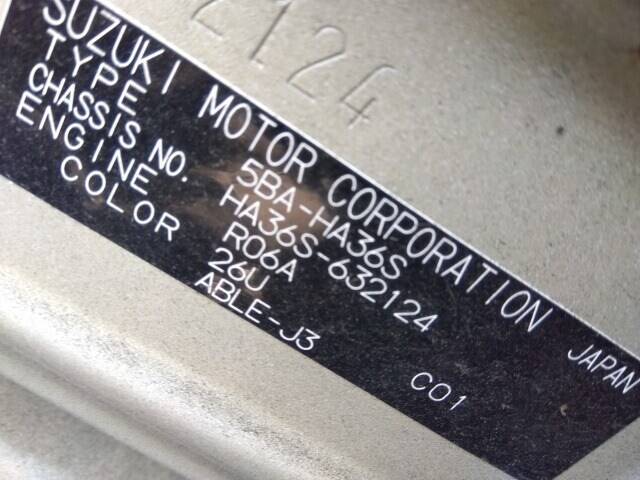 2124
SUZUKI MOTOR CORPORATION JAPAN
TYPE 5BA-HA36S
CHASSIS NO. HA36S-632124
ENGINE R06A
COLOR 26U
ABLE-J3 C01